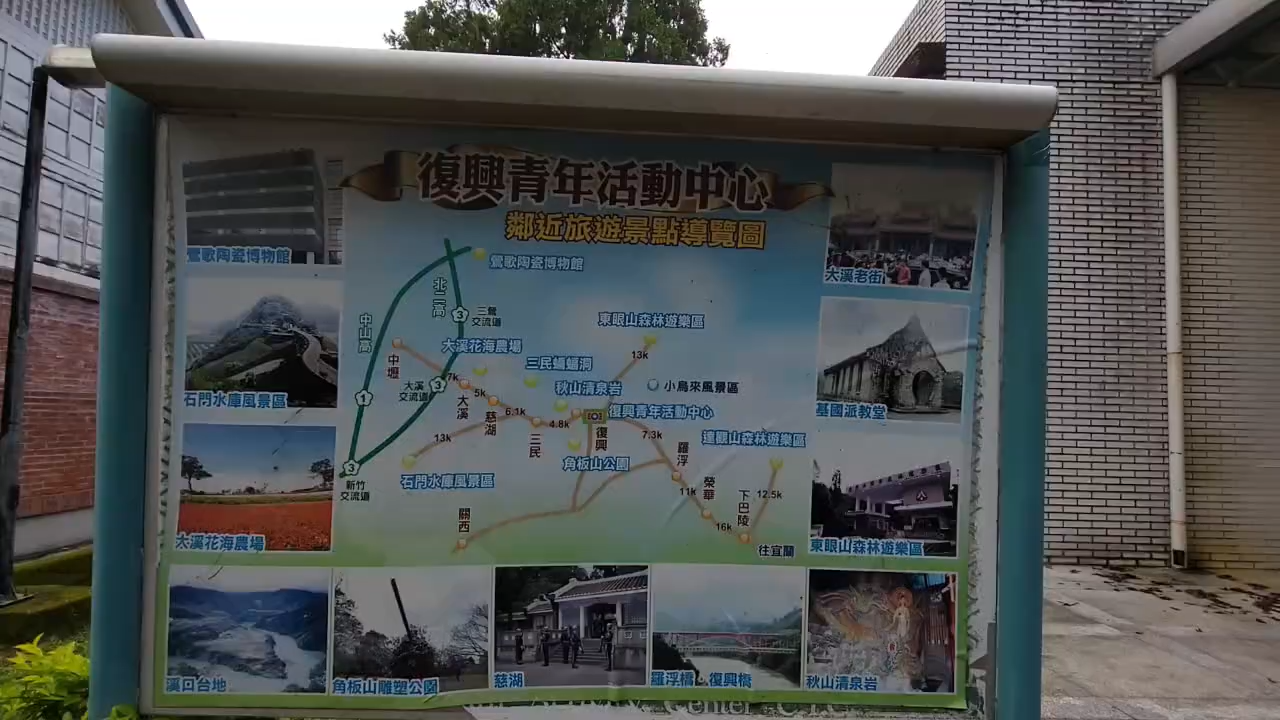 復興青年活動中心
鄰近旅遊景點導覽圖
鶯歌陶瓷博物館
石門水庫風景區
大溪花海農場
大溪老街
基國派教堂
東眼山森林遊樂區
鶯歌陶瓷博物館
北二高
中山高
3
三鶯
交流道
大溪花海農場
東眼山森林遊樂區
13k
中壢
三民蝙蝠洞
秋山清泉岩
小烏來風景區
大溪
交流道
3
7k
5k
1
大溪
慈湖
6.1k
4.8k
復興青年活動中心
三民
復興
7.3k
達觀山森林遊樂區
13k
角板山公園
羅浮
3
新竹
交流道
石門水庫風景區
11k
榮華
下巴陵
12.5k
關西
16k
往宜蘭
溪口台地
角板山雕塑公園
慈湖
羅浮橋、復興橋
秋山清泉岩
Center